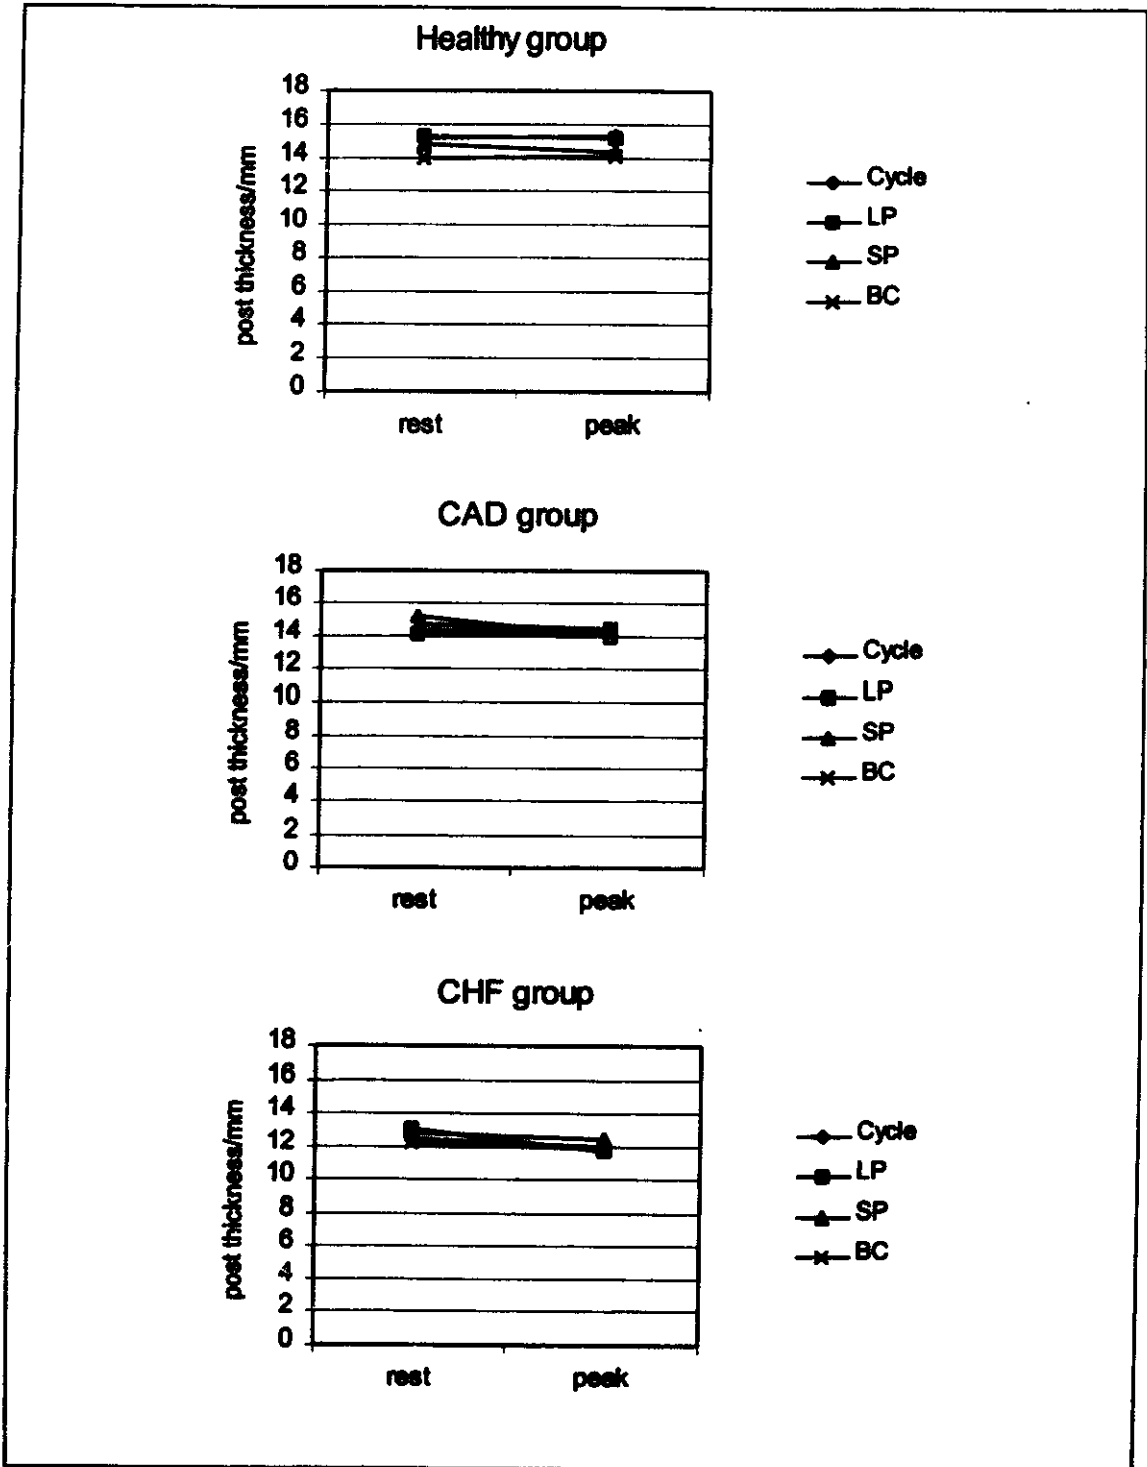 Healthy group
18
16
14
12
10
8
6
4
2
0
post thickness/mm
rest peak
Cycle
LP
SP
BC
CAD group
18
16
14
12
10
8
6
4
2
0
post thickness/mm
rest peak
Cycle
LP
SP
BC
CHF group
18
16
14
12
10
8
6
4
2
0
post thickness/mm
rest peak
Cycle
LP
SP
BC